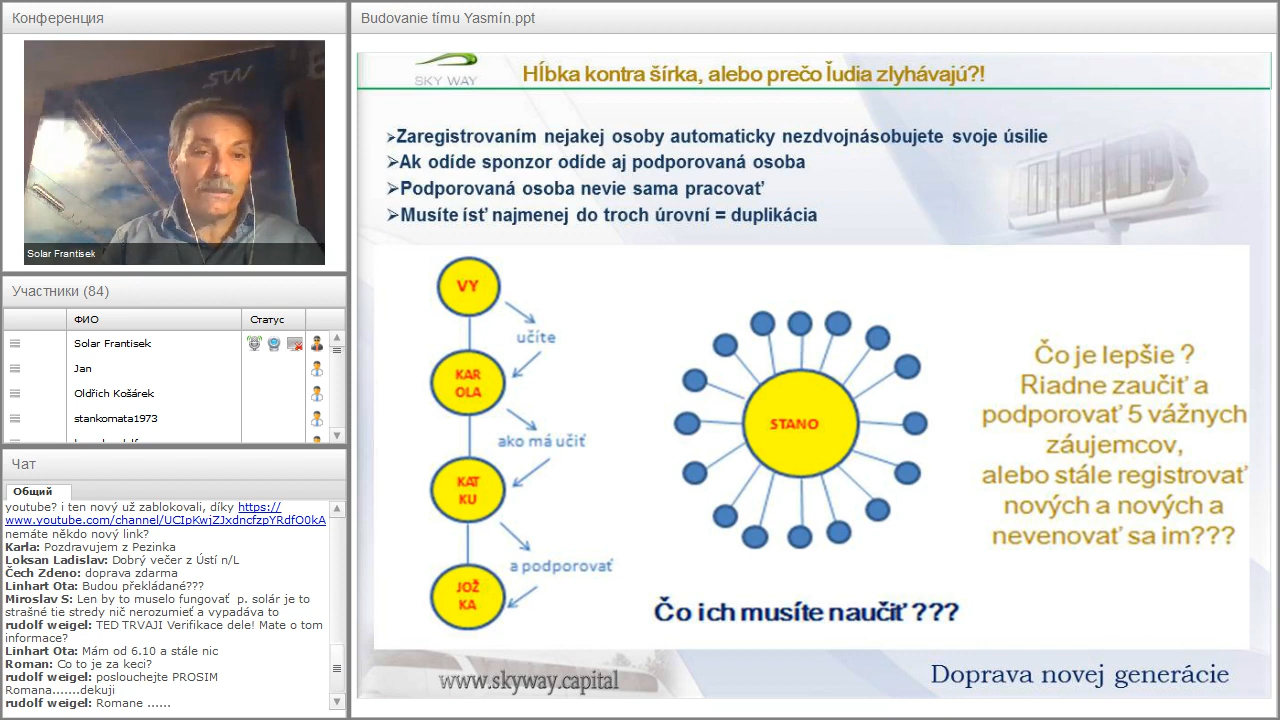 Конференция
SW
Solar Frantisek
Участники (84)
ФИО
Статус
Solar Frantisek
Jan
Oldřich Košárek
stankomata1973
Чат
Общий
youtube? i ten nový už zablokovali, díky https://
www.youtube.com/channel/UCIpKwjZJxdncfzpYRdfO0kA
nemáte někdo nový link?
Karla: Pozdravujem z Pezinka
Loksan Ladislav: Dobrý večer z Ústí n/L
Čech Zdeno: doprava zdarma
Linhart Ota: Budou překládané???
Miroslav S: Len by to muselo fungovať p. solár je to
strašné tie stredy nič nerozumieť a vypadáva to
rudolf weigel: TED TRVAJI Verifikace dele! Mate o tom
informace?
Linhart Ota: Mám od 6.10 a stále nic
Roman: Co to je za keci?
rudolf weigel: poslouchejte PROSIM
Romana.......dekuji
rudolf weigel: Romane ......
Budovanie tímu Yasmín.ppt
SKY WAY
Hĺbka kontra šírka, alebo prečo ľudia zlyhávajú?!
➢Zaregistrovaním nejakej osoby automaticky nezdvojnásobujete svoje úsilie
➢Ak odíde sponzor odíde aj podporovaná osoba
➢Podporovaná osoba nevie sama pracovať
➢Musíte ísť najmenej do troch úrovní = duplikácia
VY
učíte
KAR
OLA
ako má učiť
KAT
KU
a podporovať
JOŽ
KA
STANO
Čo je lepšie ?
Riadne zaučiť a
podporovať 5 vážnych
záujemcov,
alebo stále registrovať
nových a nových a
nevenovať sa im???
Čo ich musíte naučiť ???
www.skyway.capital
Doprava novej generácie